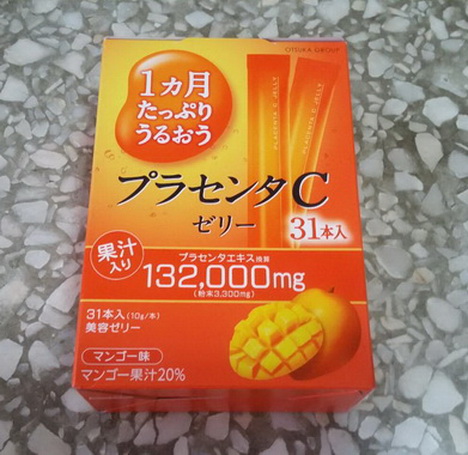 OTSUKA GROUP
1ヵ月
たっぷり
うるおう
プラセンタC
ゼリー
31本入
果汁
入り
プラセンタエキス換算
132,000mg
(粉末3,300mg)
31本入(10g/本)
美容ゼリー
マンゴー味
マンゴー果汁20%